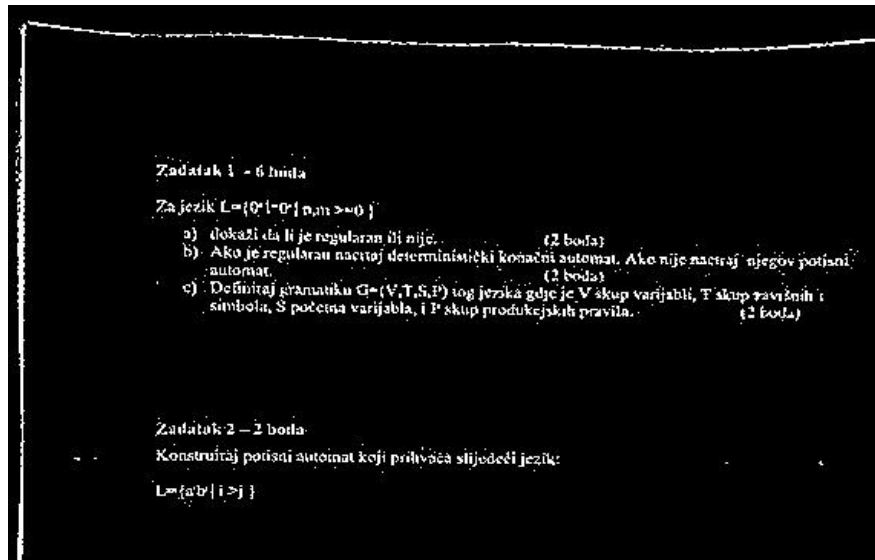 Zadatak 1 - 6 boda
Za jezik L={0ⁿ1ᵐ0ⁿ| n,m >=0 }
a) dokaži da li je regularan ili nije. (2 boda)
b) Ako je regularan nacrtaj deterministički konačni automat. Ako nije nacrtaj njegov potisni
automat. (2 boda)
c) Definiraj gramatiku G=(V,T,S,P) tog jezika gdje je V skup varijabli, T skup završnih
simbola, S početna varijabla, i P skup produkcijskih pravila. (2 boda)
Zadatak 2 – 2 boda
Konstruiraj potisni automat koji prihvaća slijedeći jezik:
L={aⁱbʲ| i >j }